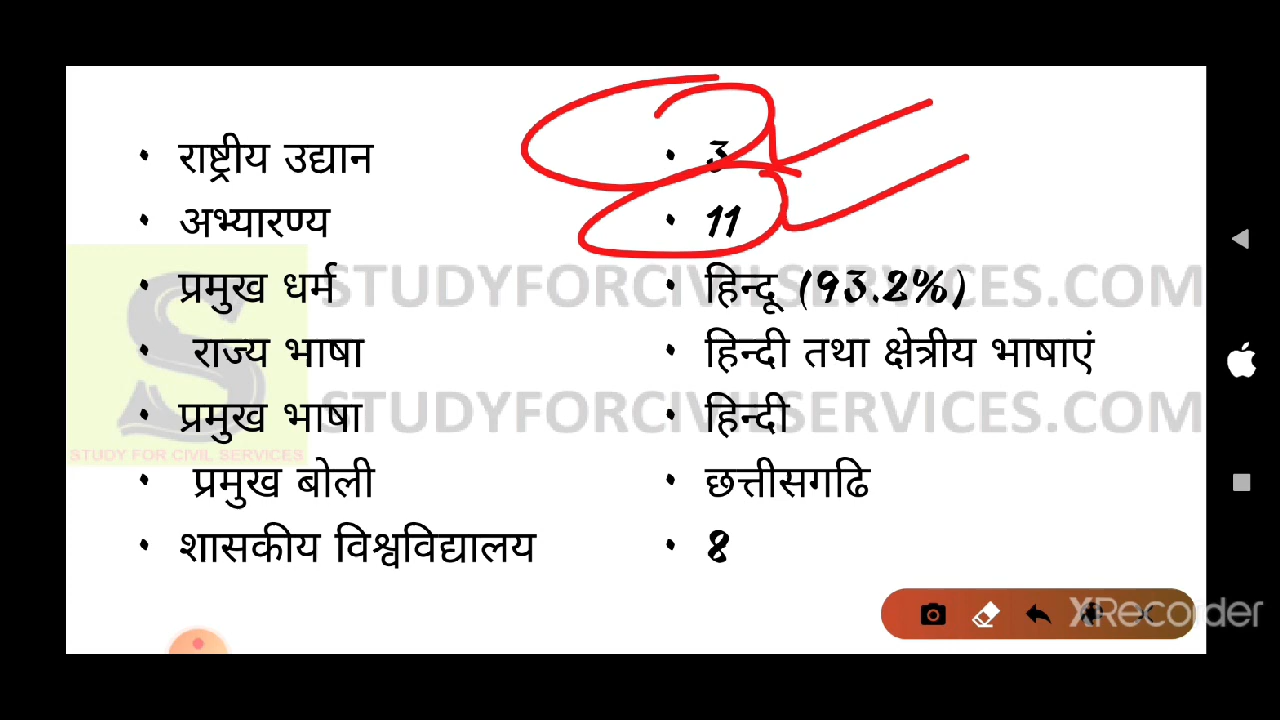 राष्ट्रीय उद्यान • 3
अभ्यारण्य • 11
प्रमुख धर्म • हिन्दू (93.2%)
राज्य भाषा • हिन्दी तथा क्षेत्रीय भाषाएं
प्रमुख भाषा • हिन्दी
प्रमुख बोली • छत्तीसगढि
शासकीय विश्वविद्यालय • 8
STUDYFORCIVILSERVICES.COM
STUDYFORCIVILSERVICES.COM
STUDY FOR CIVIL SERVICES
XRecorder